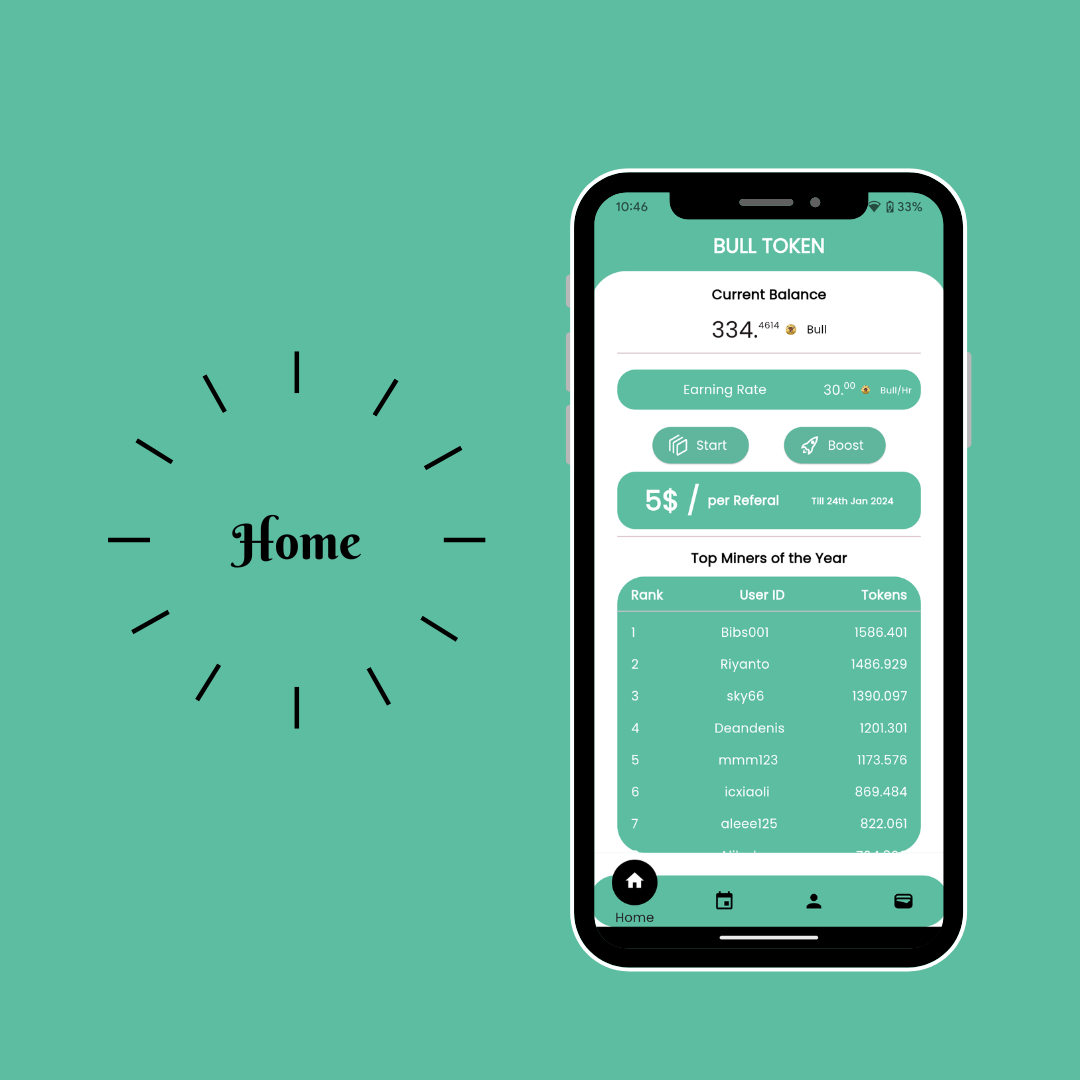 Home
10:46 33%
BULL TOKEN
Current Balance
334.4614 Bull
Earning Rate 30.00 Bull/Hr
Start Boost
5$ / per Referal Till 24th Jan 2024
Top Miners of the Year
Rank User ID Tokens
1 Bibs001 1586.401
2 Riyanto 1486.929
3 sky66 1390.097
4 Deandenis 1201.301
5 mmm123 1173.576
6 icxiaoli 869.484
7 aleee125 822.061
Home